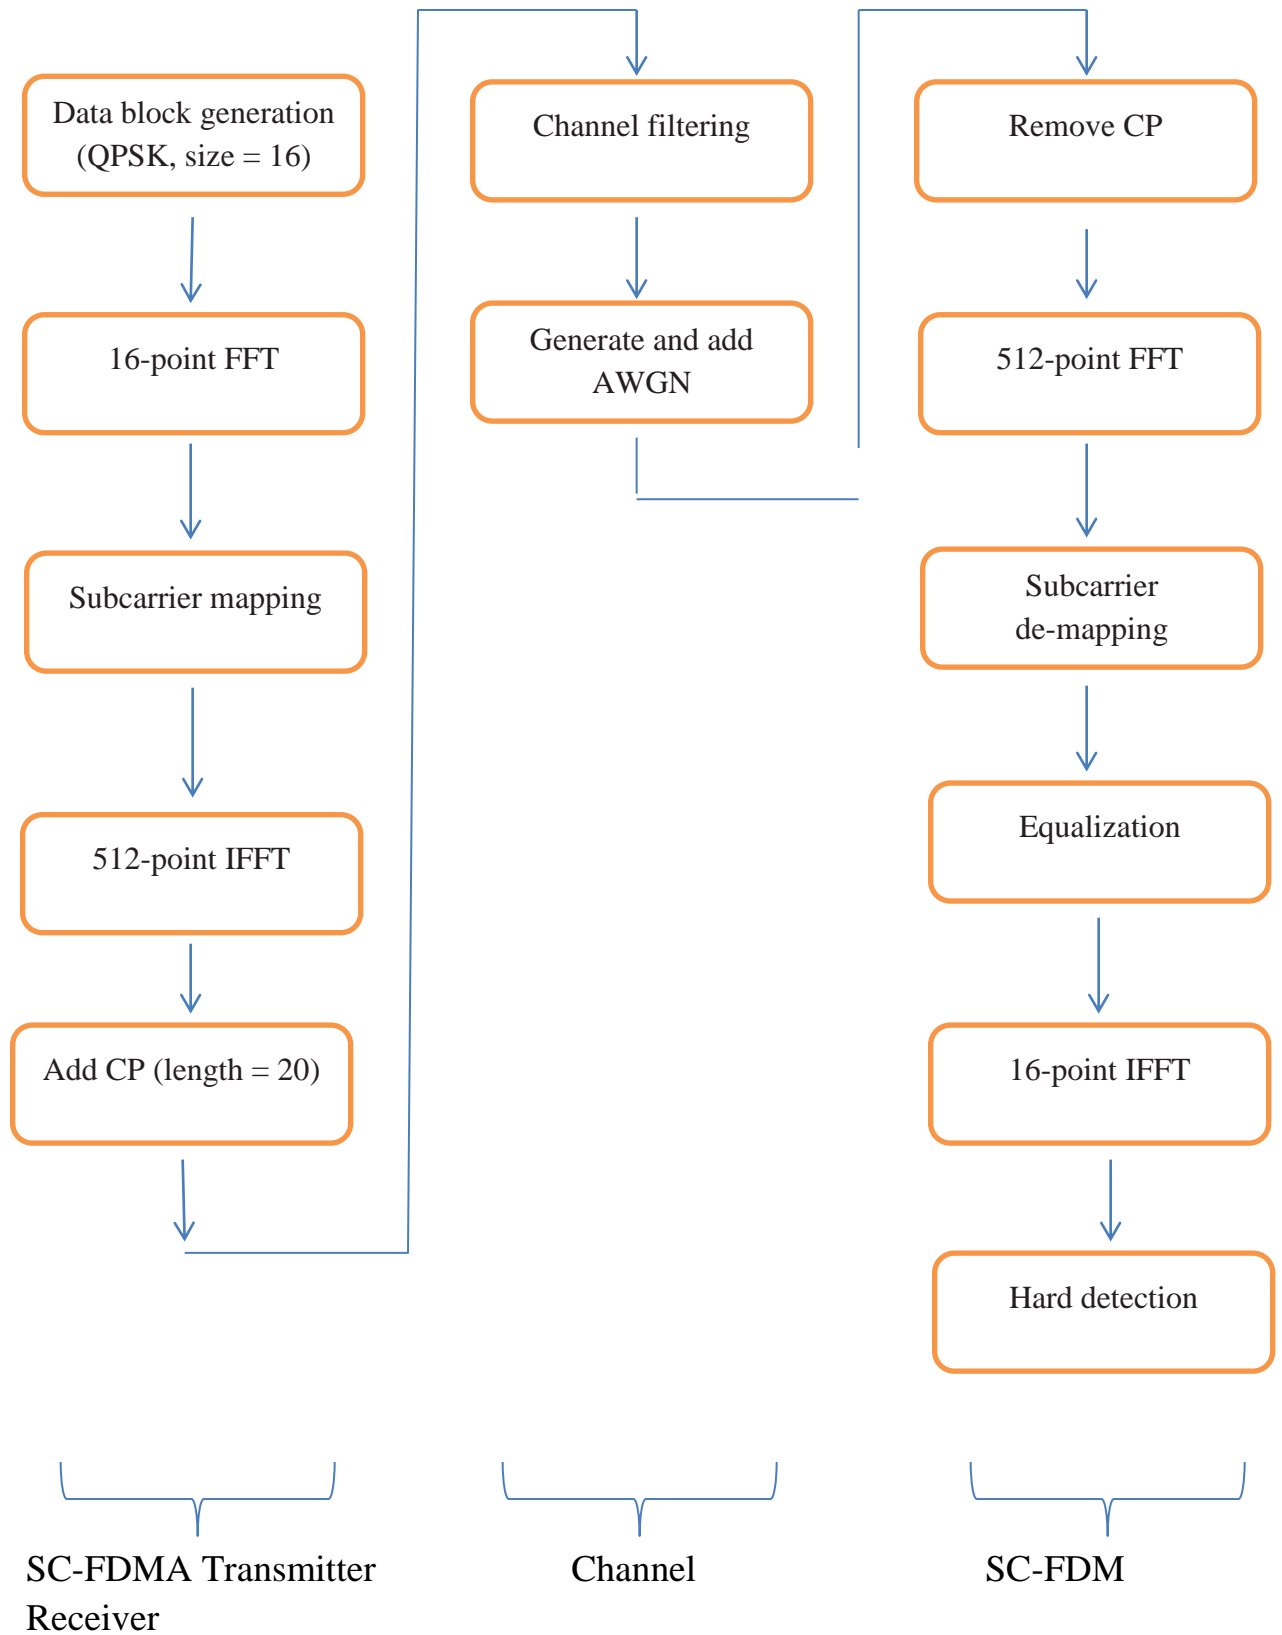 Data block generation
(QPSK, size = 16)
16-point FFT
Subcarrier mapping
512-point IFFT
Add CP (length = 20)
Channel filtering
Generate and add
AWGN
Remove CP
512-point FFT
Subcarrier
de-mapping
Equalization
16-point IFFT
Hard detection
SC-FDMA Transmitter Channel SC-FDM
Receiver